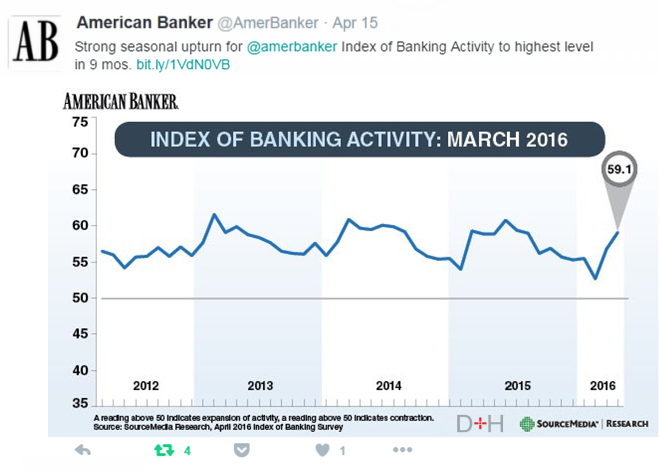 American Banker @AmerBanker · Apr 15
Strong seasonal upturn for @amerbanker Index of Banking Activity to highest level
in 9 mos. bit.ly/1VdN0VB
AB
AMERICAN BANKER
INDEX OF BANKING ACTIVITY: MARCH 2016
75
70
65
60
55
50
45
40
35
59.1
2012 2013 2014 2015 2016
A reading above 50 indicates expansion of activity, a reading above 50 indicates contraction.
Source: SourceMedia Research, April 2016 Index of Banking Survey
D+H
SOURCEMEDIA® | RESEARCH
4
1